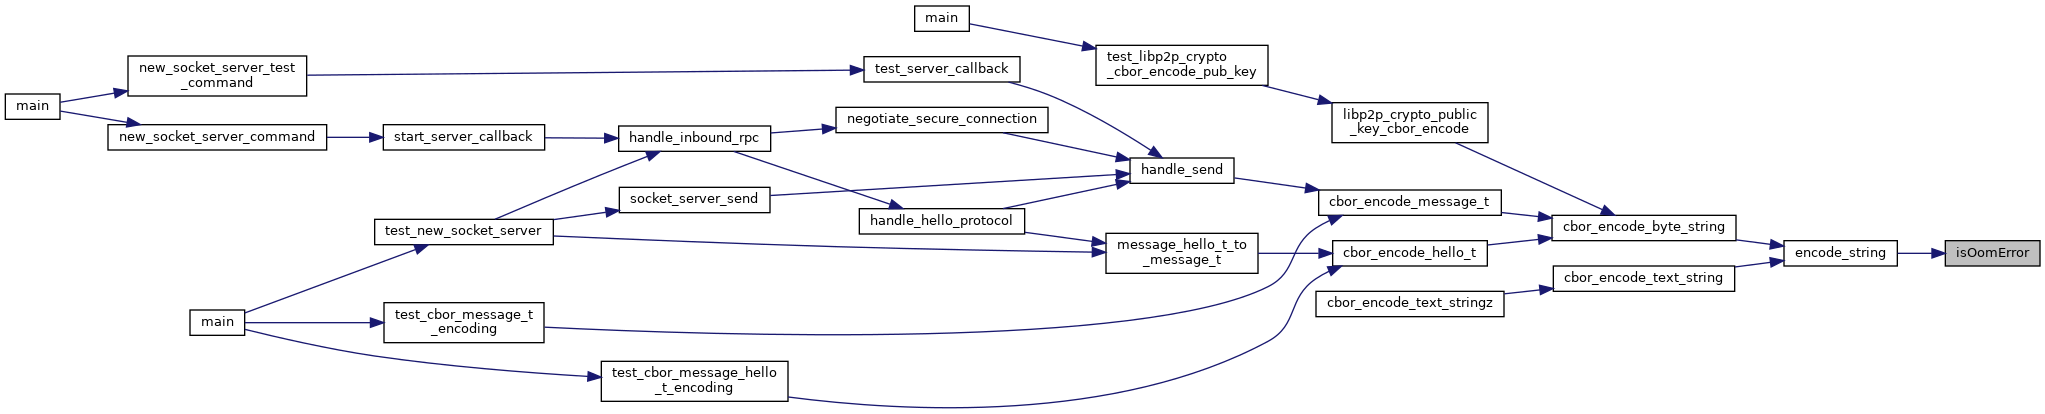 main
new_socket_server_test
_command
new_socket_server_command
start_server_callback
main
test_new_socket_server
test_cbor_message_t
_encoding
handle_inbound_rpc
socket_server_send
test_cbor_message_hello
_t_encoding
main
test_server_callback
negotiate_secure_connection
handle_hello_protocol
test_libp2p_crypto
_cbor_encode_pub_key
handle_send
message_hello_t_to
_message_t
libp2p_crypto_public
_key_cbor_encode
cbor_encode_message_t
cbor_encode_hello_t
cbor_encode_text_stringz
cbor_encode_byte_string
cbor_encode_text_string
encode_string
isOomError